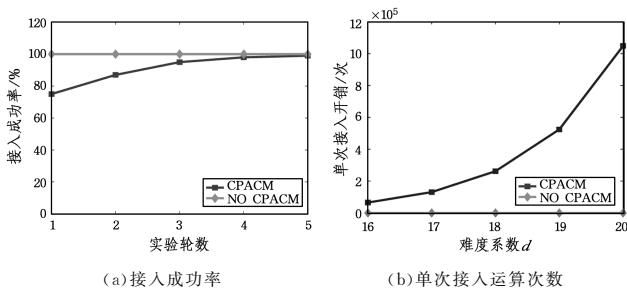 120
100
80
60
40
20
0
接入成功率/%
CPACM
NO CPACM
1 2 3 4 5
实验轮数
(a)接入成功率
×10⁵
12
10
8
6
4
2
0
单次接入开销/次
CPACM
NO CPACM
16 17 18 19 20
难度系数d
(b)单次接入运算次数